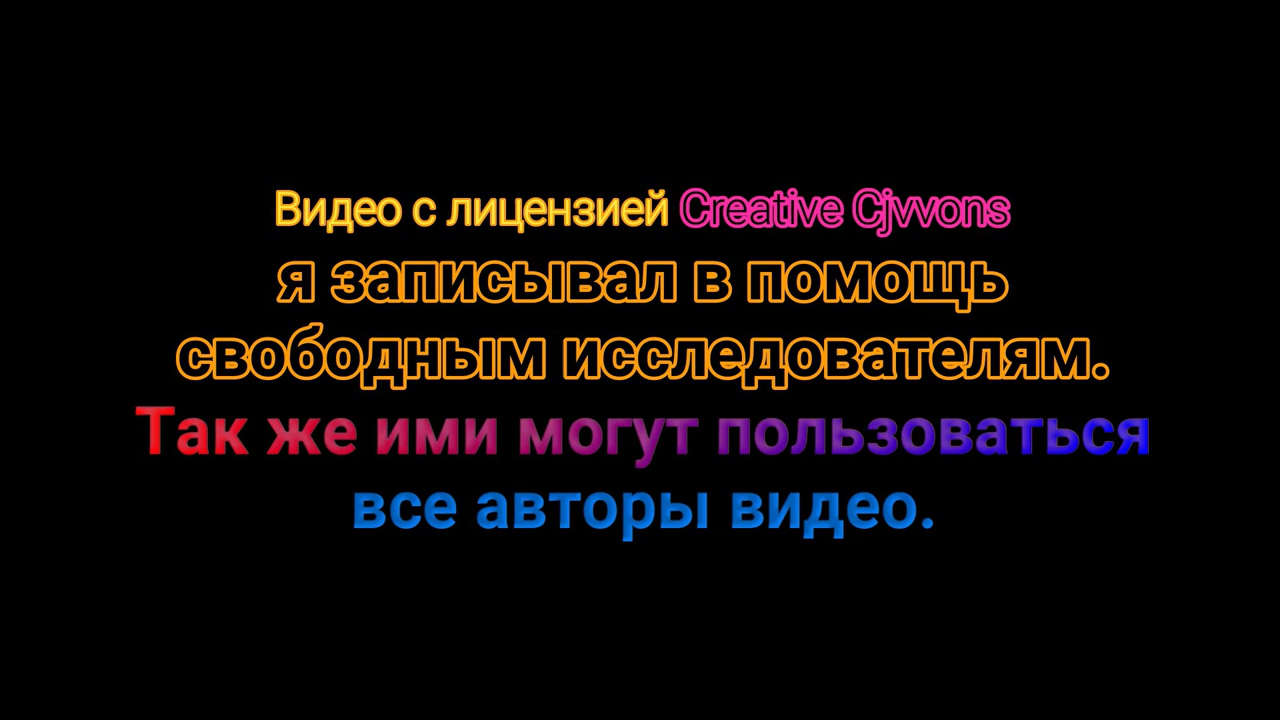 Видео с лицензией Creative Cjvvons
я записывал в помощь
свободным исследователям.
Так же ими могут пользоваться
все авторы видео.